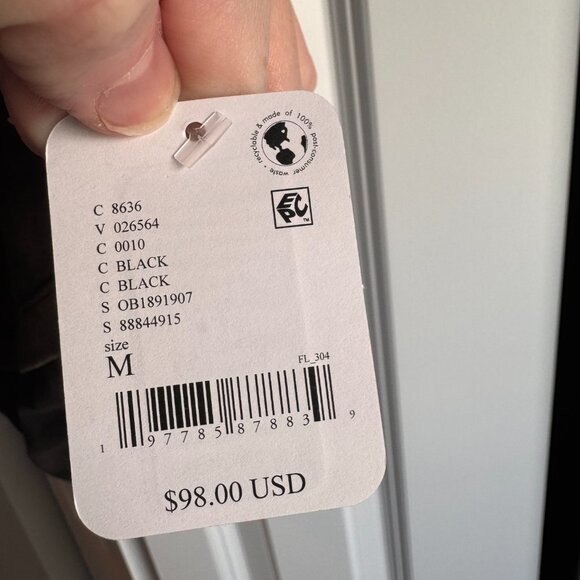 recyclable & made of 100% post-consumer waste •
EPC™
C 8636
V 026564
C 0010
C BLACK
C BLACK
S OB1891907
S 88844915
size
M
FL_304
1 97785 87883 9
$98.00 USD